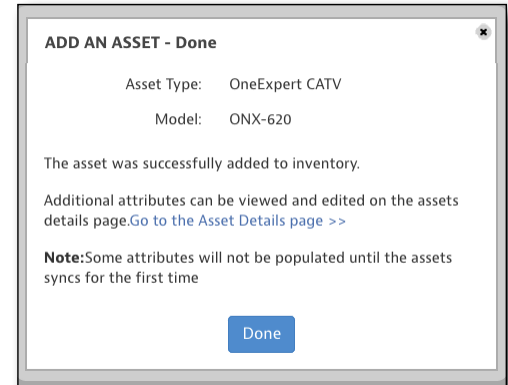 ADD AN ASSET - Done
Asset Type: OneExpert CATV
Model: ONX-620
The asset was successfully added to inventory.
Additional attributes can be viewed and edited on the assets
details page.Go to the Asset Details page >>
Note:Some attributes will not be populated until the assets
syncs for the first time
Done